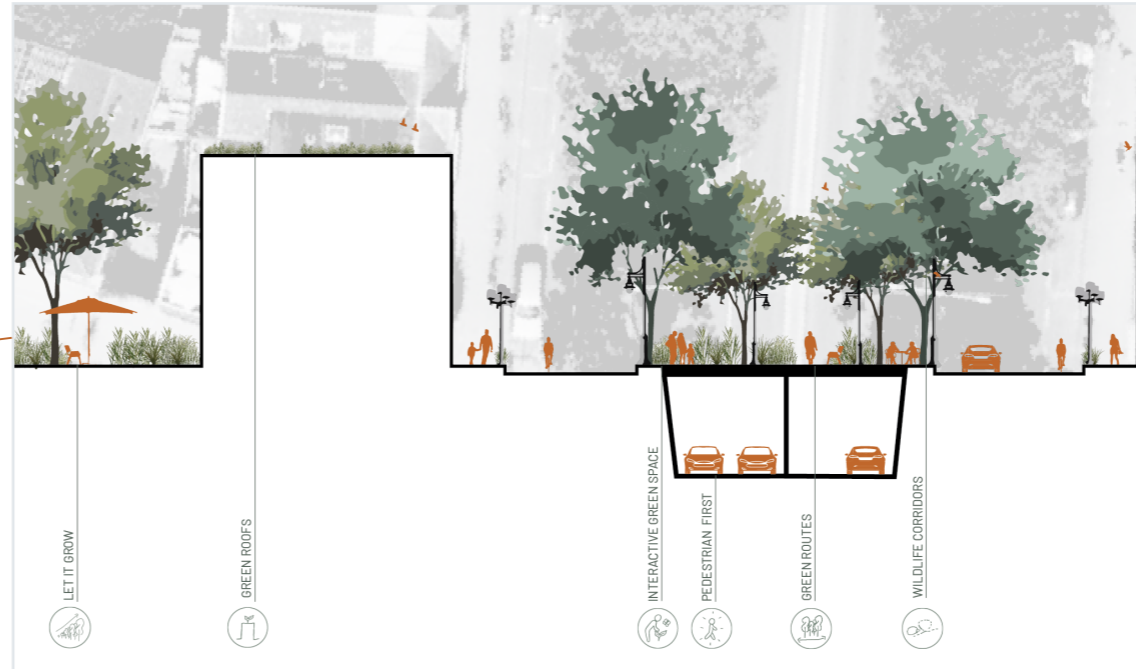 LET IT GROW
GREEN ROOFS
INTERACTIVE GREEN SPACE
PEDESTRIAN FIRST
GREEN ROUTES
WILDLIFE CORRIDORS